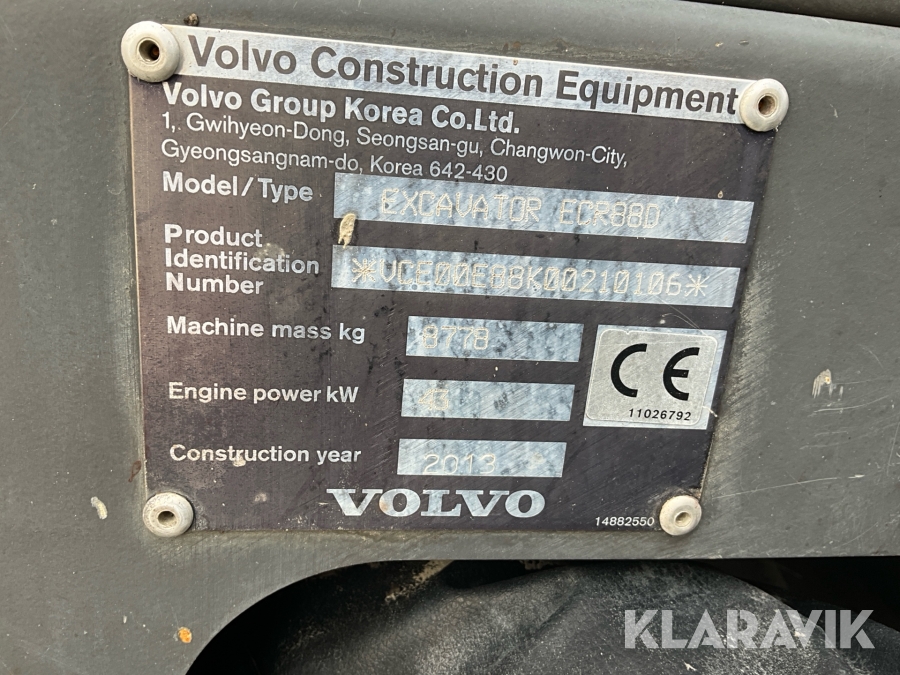 Volvo Construction Equipment
Volvo Group Korea Co.Ltd.
1,. Gwihyeon-Dong, Seongsan-gu, Changwon-City,
Gyeongsangnam-do, Korea 642-430
Model/Type EXCAVATOR ECR88D
Product
Identification
Number *VCE00E88K00210106*
Machine mass kg 8778
CE
11026792
Engine power kW 43
Construction year 2013
VOLVO
14882550
KLARAVIK